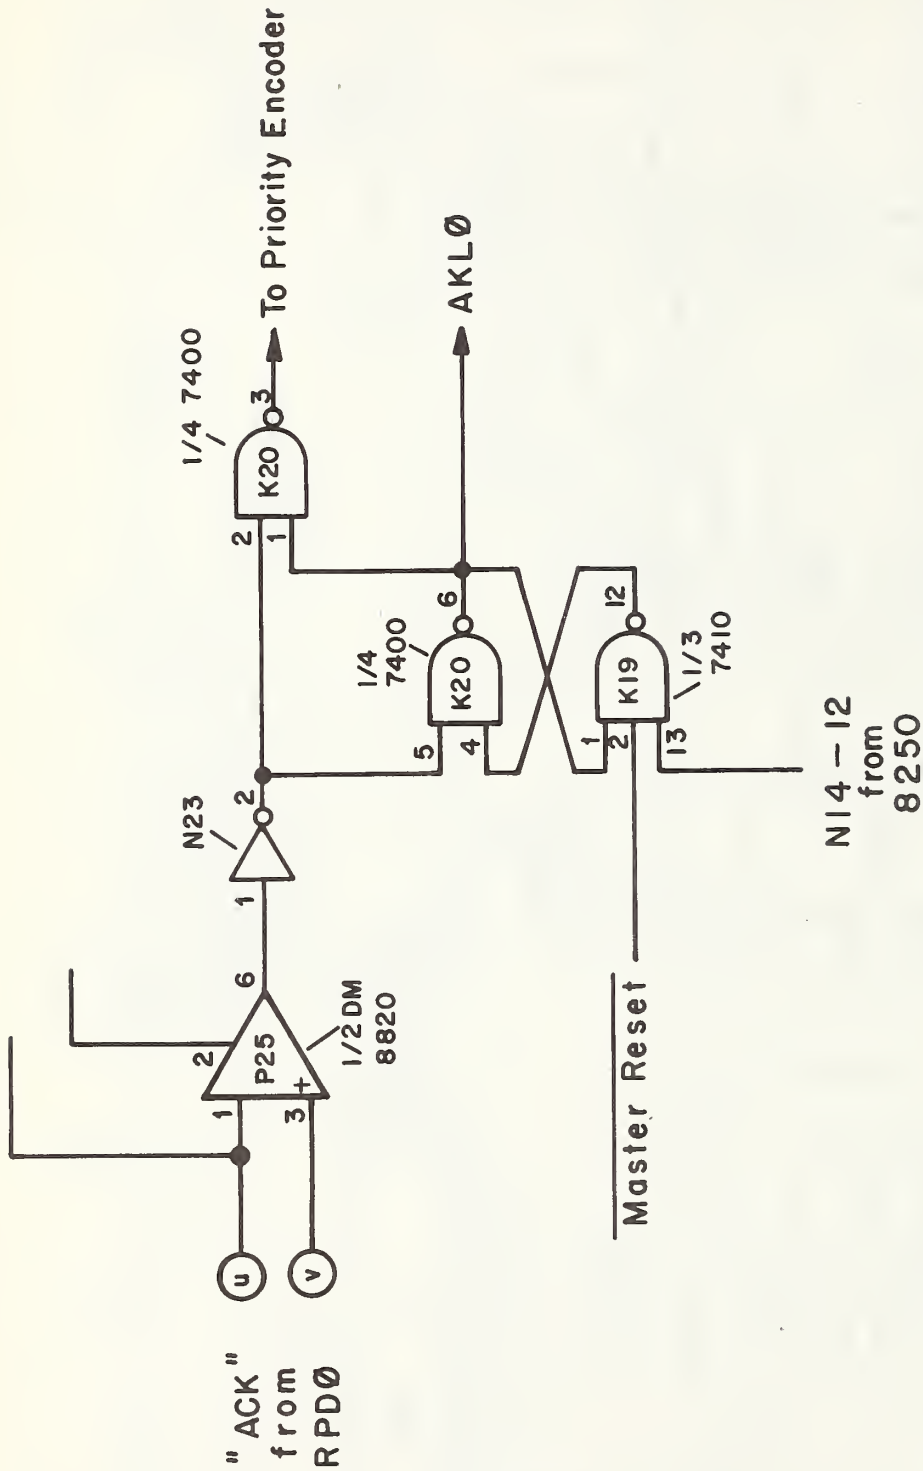 "ACK"
from
RPDØ
u
v
1
3
2
P25
+
6
1/2 DM
8820
1
N23
2
2
1
K20
3
1/4 7400
To Priority Encoder
5
4
K20
6
1/4
7400
AKLØ
1
2
13
K19
12
1/3
7410
Master Reset
N14-12
from
8250